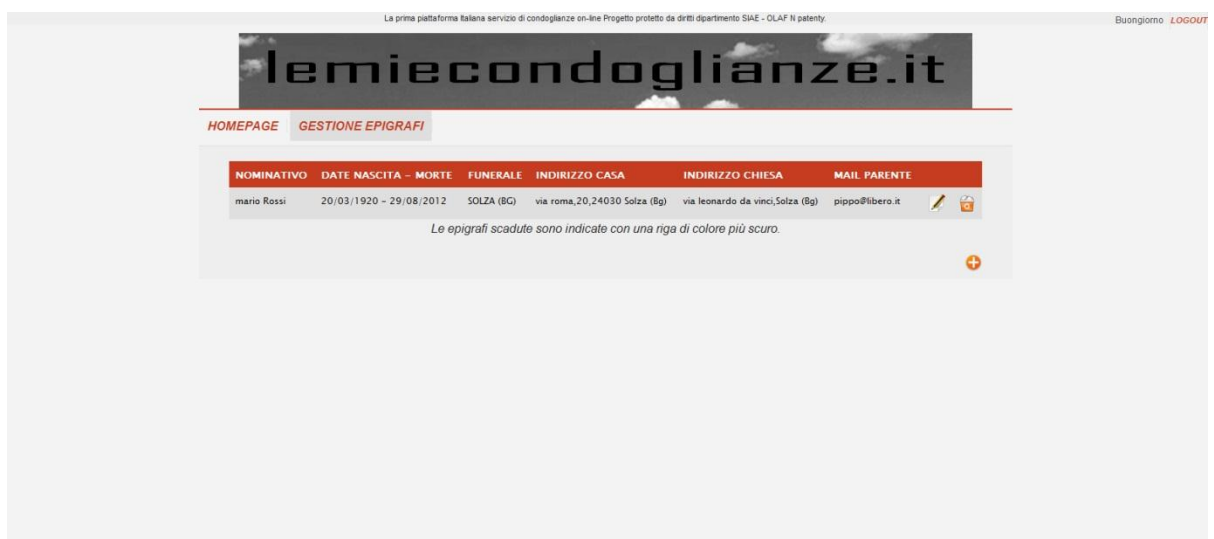 La prima piattaforma Italiana servizio di condoglianze on-line Progetto protetto da diritti dipartimento SIAE - OLAF N patenty.
Buongiorno LOGOUT
lemiecondoglianze.it
HOMEPAGE GESTIONE EPIGRAFI
NOMINATIVO DATE NASCITA – MORTE FUNERALE INDIRIZZO CASA INDIRIZZO CHIESA MAIL PARENTE
mario Rossi 20/03/1920 – 29/08/2012 SOLZA (BG) via roma,20,24030 Solza (Bg) via leonardo da vinci,Solza (Bg) pippo@libero.it
Le epigrafi scadute sono indicate con una riga di colore più scuro.